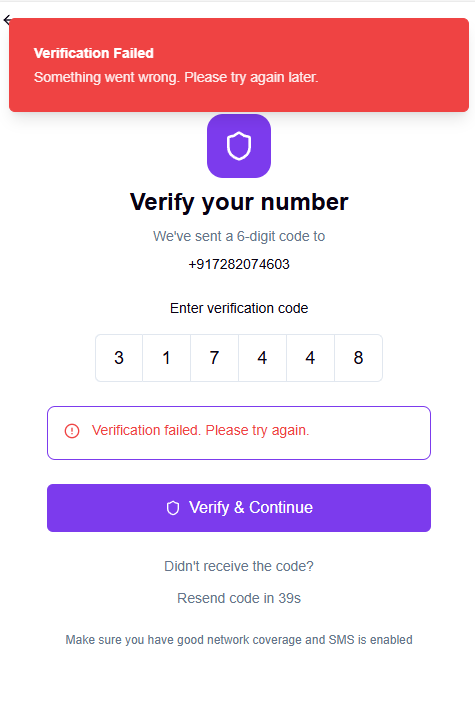 Verification Failed
Something went wrong. Please try again later.
Verify your number
We've sent a 6-digit code to
+917282074603
Enter verification code
3 1 7 4 4 8
Verification failed. Please try again.
Verify & Continue
Didn't receive the code?
Resend code in 39s
Make sure you have good network coverage and SMS is enabled